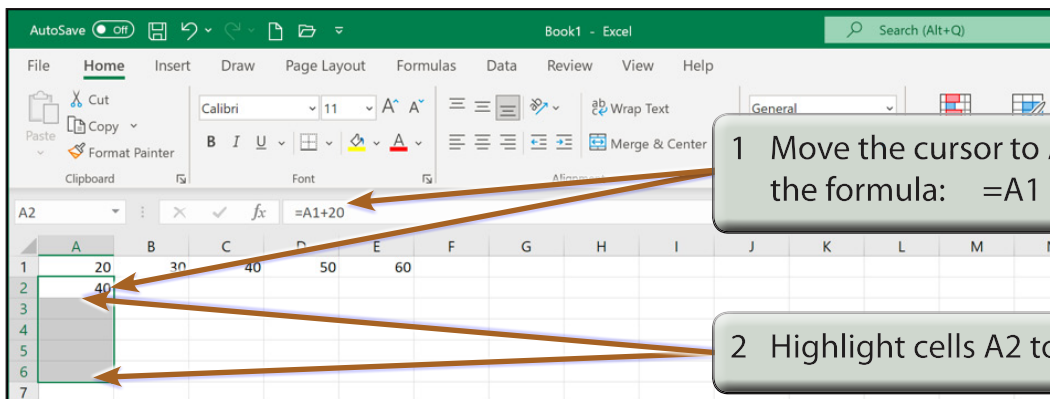 AutoSave Off Book1 - Excel Search (Alt+Q)
File Home Insert Draw Page Layout Formulas Data Review View Help
Paste
Cut
Copy
Format Painter
Clipboard
Calibri 11 A^ A˅
B I U A
Font
ab Wrap Text
Merge & Center
General
1 Move the cursor to
the formula: =A1
A2 fx =A1+20
A B C D E F G H I J K L M
1 20 30 40 50 60
2 40
3
4
5
6
7
2 Highlight cells A2 to